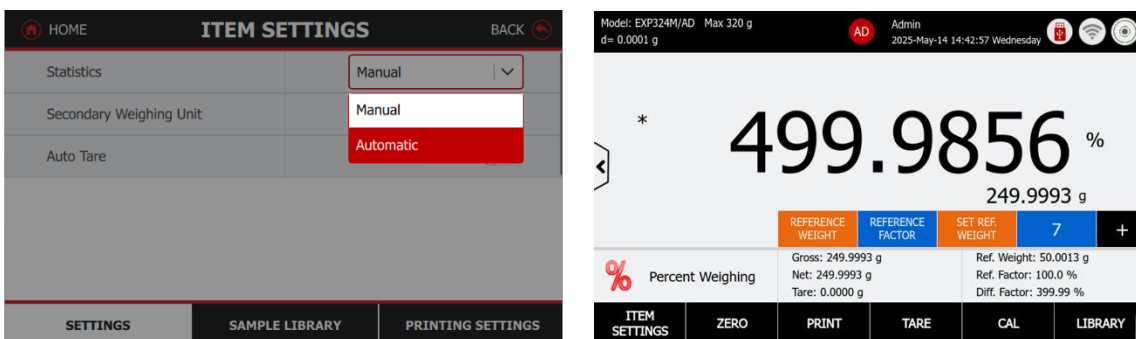 HOME
ITEM SETTINGS
BACK
Statistics
Manual
Manual
Secondary Weighing Unit
Automatic
Auto Tare
SETTINGS
SAMPLE LIBRARY
PRINTING SETTINGS
Model: EXP324M/AD Max 320 g
d= 0.0001 g
AD
Admin
2025-May-14 14:42:57 Wednesday
* 499.9856 %
249.9993 g
REFERENCE
WEIGHT
REFERENCE
FACTOR
SET REF.
WEIGHT
7
+
% Percent Weighing
Gross: 249.9993 g
Net: 249.9993 g
Tare: 0.0000 g
Ref. Weight: 50.0013 g
Ref. Factor: 100.0 %
Diff. Factor: 399.99 %
ITEM
SETTINGS
ZERO
PRINT
TARE
CAL
LIBRARY